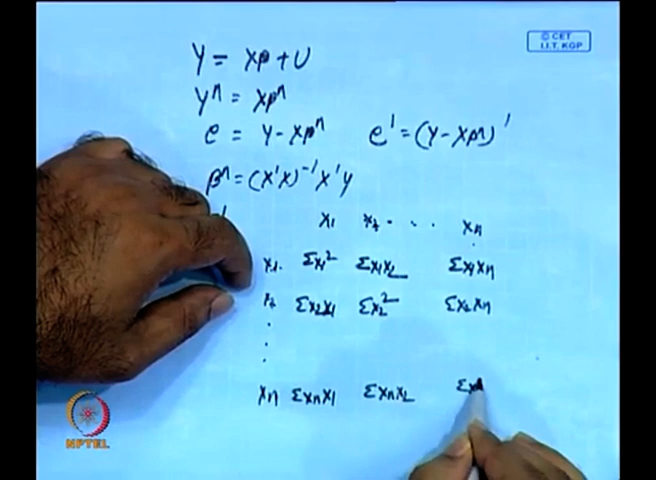 © CET
I.I.T. KGP
Y = Xβ + U
Y^ = Xβ^
e = Y - Xβ^ e' = (Y - Xβ^)'
β^ = (X'X)⁻¹ X'Y
x₁ x₂ . . . xₙ
x₁ Σx₁² Σx₁x₂ Σx₁xₙ
x₂ Σx₂x₁ Σx₂² Σx₂xₙ
xₙ Σxₙx₁ Σxₙx₂ Σx
NPTEL